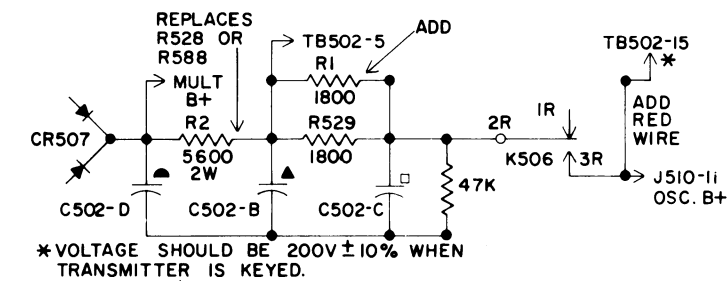 REPLACES
R528 OR
R588
TB502-5
ADD
TB502-15
*
MULT
B+
R1
1800
ADD
RED
WIRE
CR507
R2
5600
2W
R529
1800
2R
1R
K506
3R
47K
J510-11
OSC. B+
C502-D
C502-B
C502-C
* VOLTAGE SHOULD BE 200V ± 10% WHEN
TRANSMITTER IS KEYED.